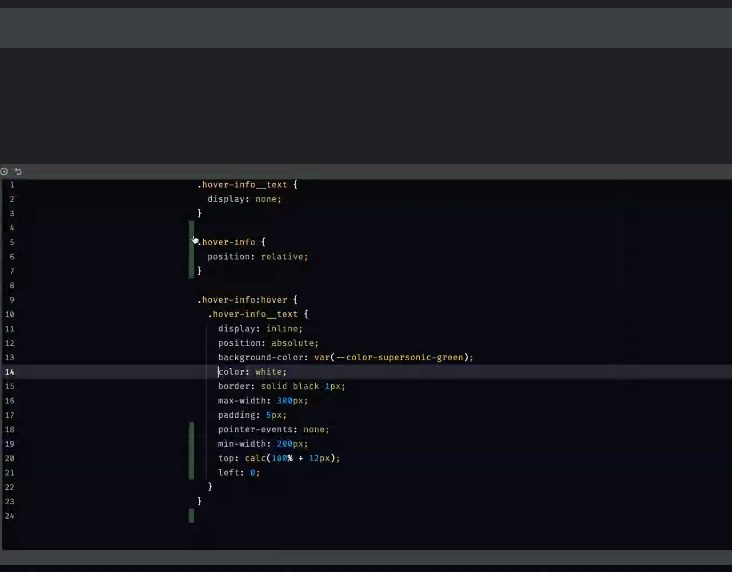 1 .hover-info__text {
2 display: none;
3 }
4
5 .hover-info {
6 position: relative;
7 }
8
9 .hover-info:hover {
10 .hover-info__text {
11 display: inline;
12 position: absolute;
13 background-color: var(--color-supersonic-green);
14 color: white;
15 border: solid black 1px;
16 max-width: 300px;
17 padding: 5px;
18 pointer-events: none;
19 min-width: 200px;
20 top: calc(100% + 12px);
21 left: 0;
22 }
23 }
24